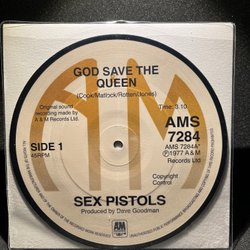 GOD SAVE THE
QUEEN
(Cook/Matlock/Rotten/Jones)
Original sound
recording made by
A & M Records Ltd.
Time: 3.10
AMS
7284
AMS 7284A
℗1977 A & M
Records Ltd
SIDE 1
45RPM
Copyright
Control
SEX PISTOLS
Produced by Dave Goodman
A&M